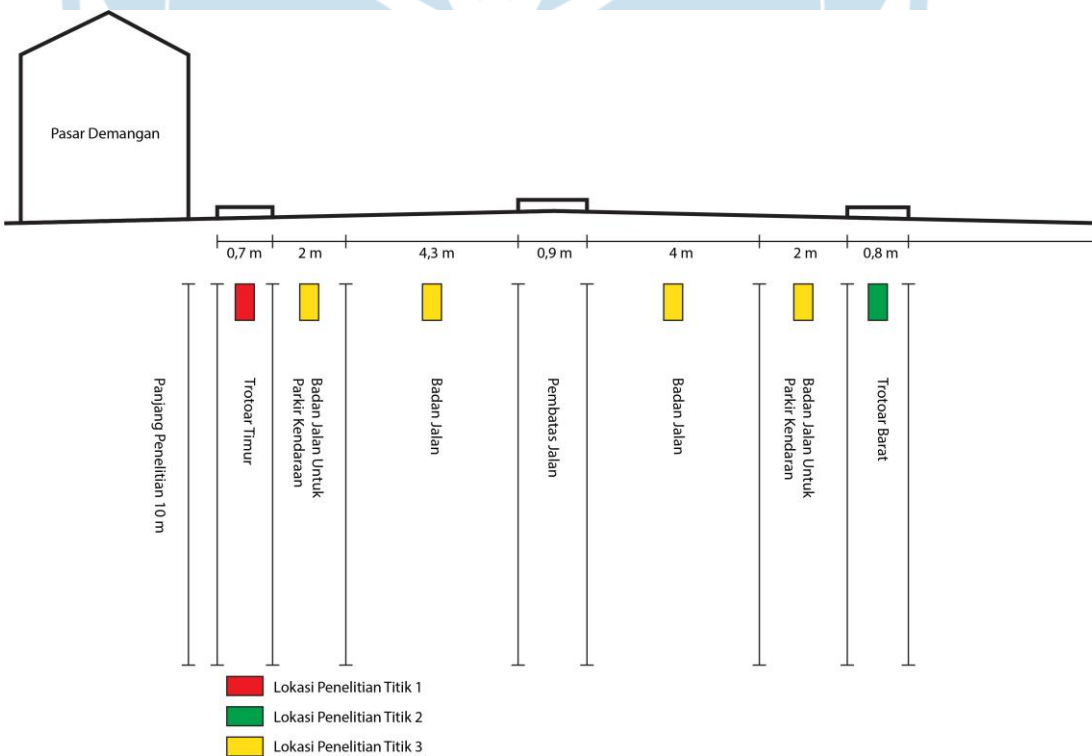 Pasar Demangan
0,7 m
2 m
4,3 m
0,9 m
4 m
2 m
0,8 m
Panjang Penelitian 10 m
Trotoar Timur
Badan Jalan Untuk
Parkir Kendaraan
Badan Jalan
Pembatas Jalan
Badan Jalan
Badan Jalan Untuk
Parkir Kendaran
Trotoar Barat
Lokasi Penelitian Titik 1
Lokasi Penelitian Titik 2
Lokasi Penelitian Titik 3